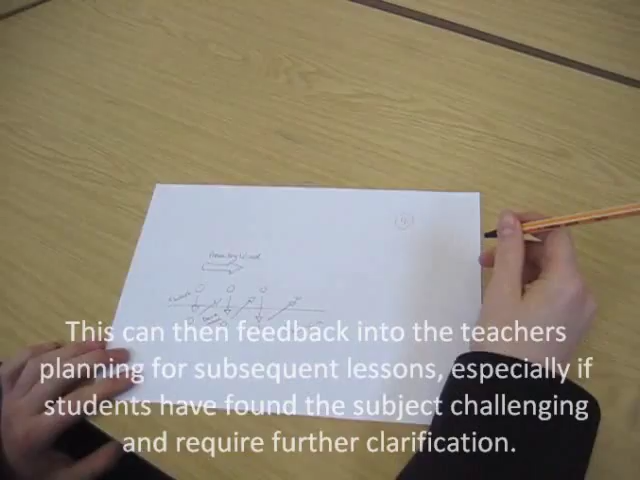 This can then feedback into the teachers
planning for subsequent lessons, especially if
students have found the subject challenging
and require further clarification.